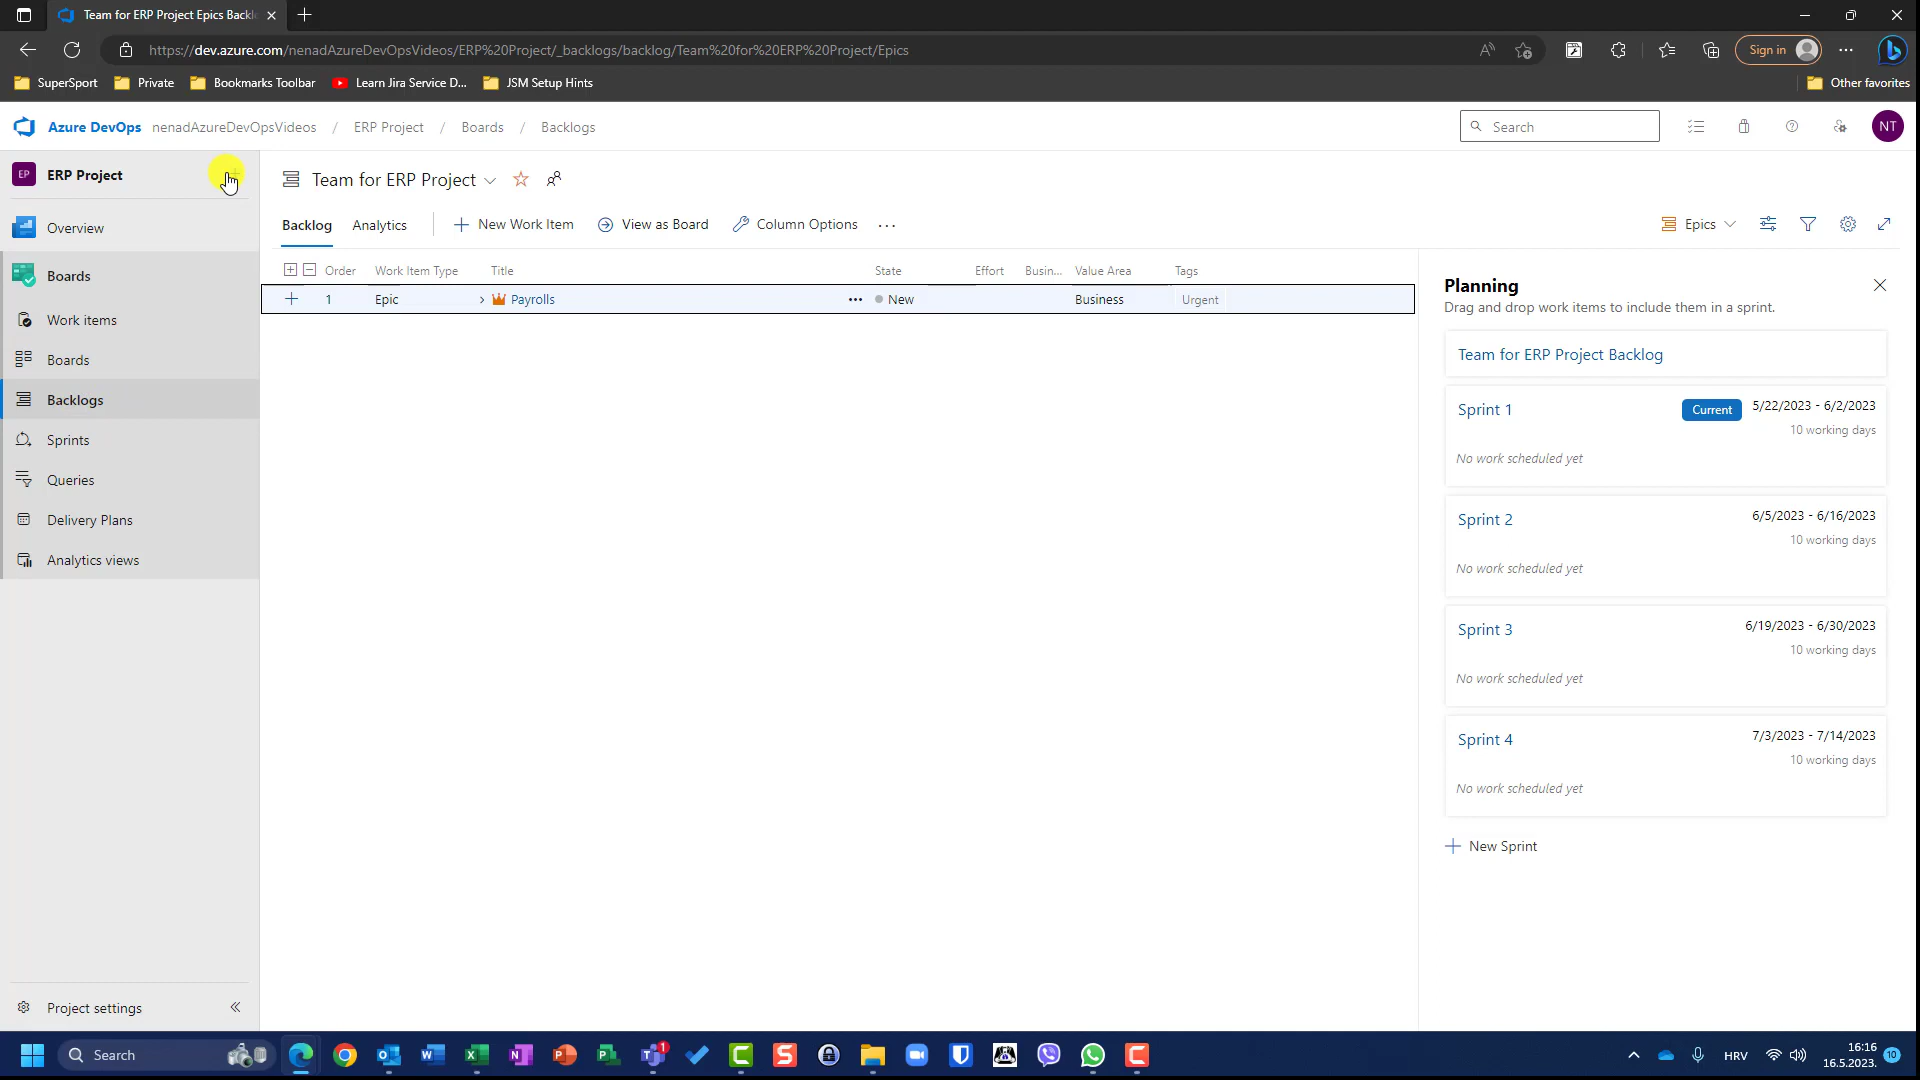 Team for ERP Project Epics Backl
https://dev.azure.com/nenadAzureDevOpsVideos/ERP%20Project/_backlogs/backlog/Team%20for%20ERP%20Project/Epics
Sign in
SuperSport
Private
Bookmarks Toolbar
Learn Jira Service D...
JSM Setup Hints
Other favorites
Azure DevOps
nenadAzureDevOpsVideos / ERP Project / Boards / Backlogs
Search
NT
EP
ERP Project
Overview
Boards
Work items
Boards
Backlogs
Sprints
Queries
Delivery Plans
Analytics views
Project settings
Team for ERP Project
Backlog
Analytics
New Work Item
View as Board
Column Options
Epics
Order Work Item Type Title State Effort Busin... Value Area Tags
1 Epic Payrolls New Business Urgent
Planning
Drag and drop work items to include them in a sprint.
Team for ERP Project Backlog
Sprint 1 Current 5/22/2023 - 6/2/2023
10 working days
No work scheduled yet
Sprint 2 6/5/2023 - 6/16/2023
10 working days
No work scheduled yet
Sprint 3 6/19/2023 - 6/30/2023
10 working days
No work scheduled yet
Sprint 4 7/3/2023 - 7/14/2023
10 working days
No work scheduled yet
New Sprint
Search
1
HRV
16:16
16.5.2023.
10